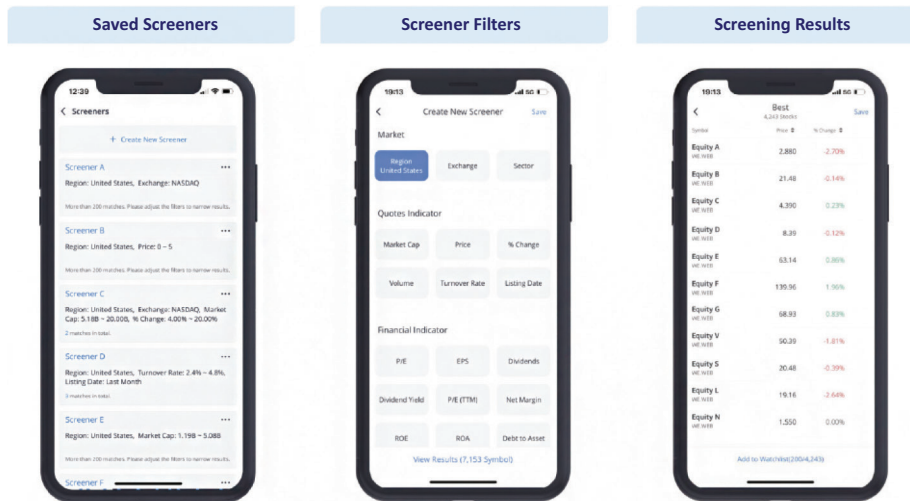 Saved Screeners
12:39
Screeners
+ Create New Screener
Screener A
Region: United States, Exchange: NASDAQ
More than 200 matches. Please adjust the filters to narrow results.
Screener B
Region: United States, Price: 0 ~ 5
More than 200 matches. Please adjust the filters to narrow results.
Screener C
Region: United States, Exchange: NASDAQ, Market
Cap: 5.18B ~ 20.00B, % Change: 4.00% ~ 20.00%
2 matches in total.
Screener D
Region: United States, Turnover Rate: 2.4% ~ 4.8%,
Listing Date: Last Month
3 matches in total.
Screener E
Region: United States, Market Cap: 1.19B ~ 5.08B
More than 200 matches. Please adjust the filters to narrow results.
Screener F
Screener Filters
19:13
5G
Create New Screener Save
Market
Region
United States
Exchange
Sector
Quotes Indicator
Market Cap Price % Change
Volume Turnover Rate Listing Date
Financial Indicator
P/E EPS Dividends
Dividend Yield P/E (TTM) Net Margin
ROE ROA Debt to Asset
View Results (7,153 Symbol)
Screening Results
19:13
5G
Best Save
4,243 Stocks
Symbol Price % Change
Equity A 2.880 -2.70%
Equity B 21.48 -0.14%
Equity C 4.390 0.23%
Equity D 8.39 -0.12%
Equity E 63.14
Equity F 139.96 1.96%
Equity G 68.93 0.83%
Equity V 50.39 -1.81%
Equity S 20.48 -0.39%
Equity L 19.16 -2.64%
Equity N 1.550 0.00%
Add to Watchlist(200/4,243)